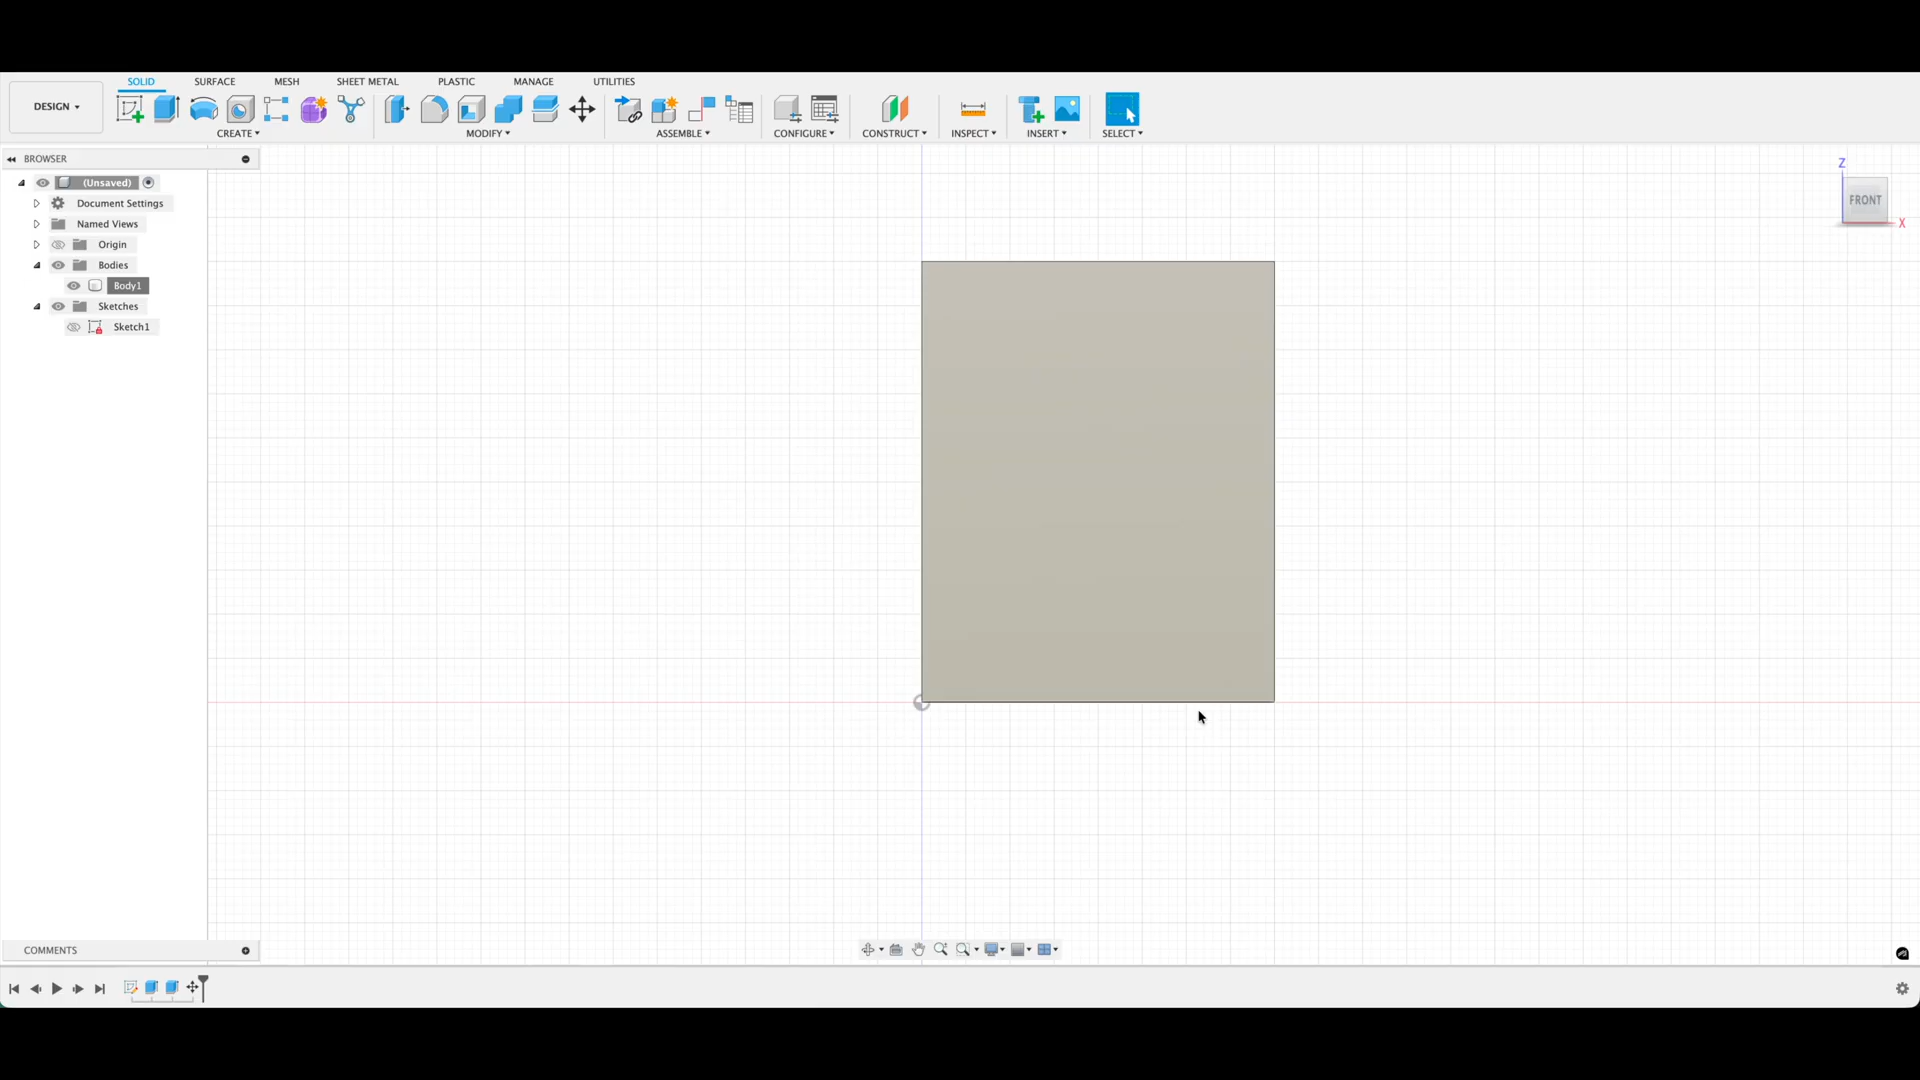 SOLID SURFACE MESH SHEET METAL PLASTIC MANAGE UTILITIES
DESIGN
CREATE MODIFY ASSEMBLE CONFIGURE CONSTRUCT INSPECT INSERT SELECT
BROWSER
(Unsaved)
Document Settings
Named Views
Origin
Bodies
Body1
Sketches
Sketch1
Z
FRONT
X
COMMENTS